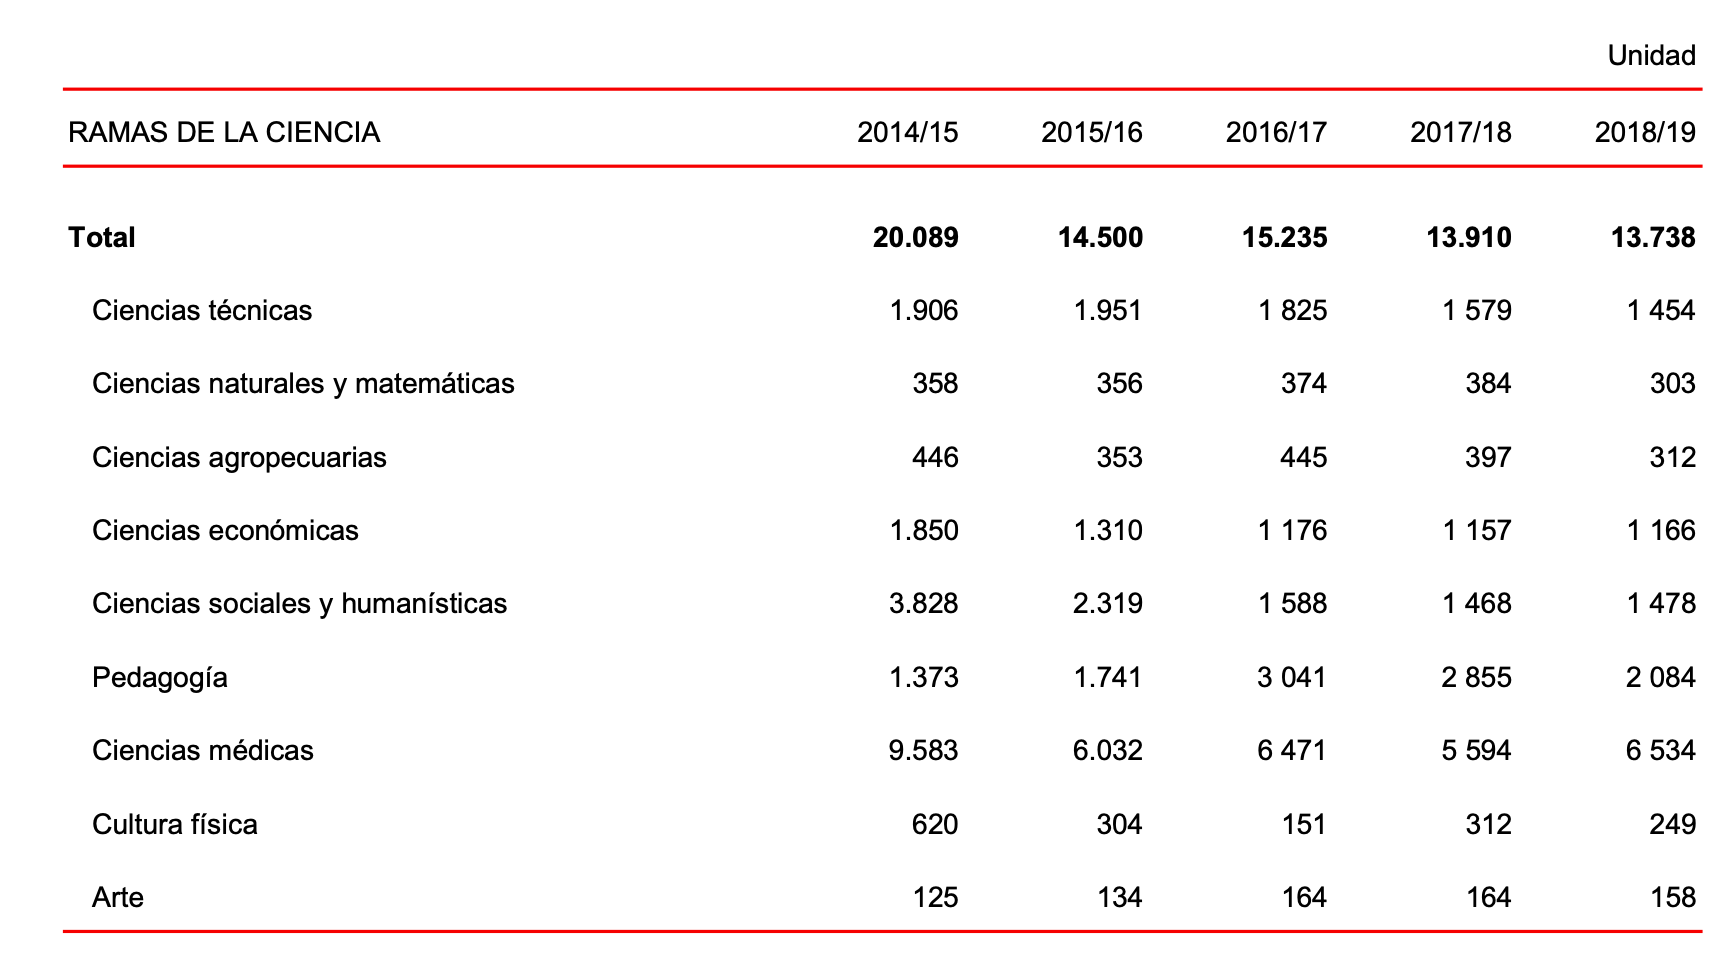 Unidad
RAMAS DE LA CIENCIA 2014/15 2015/16 2016/17 2017/18 2018/19
Total 20.089 14.500 15.235 13.910 13.738
Ciencias técnicas 1.906 1.951 1 825 1 579 1 454
Ciencias naturales y matemáticas 358 356 374 384 303
Ciencias agropecuarias 446 353 445 397 312
Ciencias económicas 1.850 1.310 1 176 1 157 1 166
Ciencias sociales y humanísticas 3.828 2.319 1 588 1 468 1 478
Pedagogía 1.373 1.741 3 041 2 855 2 084
Ciencias médicas 9.583 6.032 6 471 5 594 6 534
Cultura física 620 304 151 312 249
Arte 125 134 164 164 158